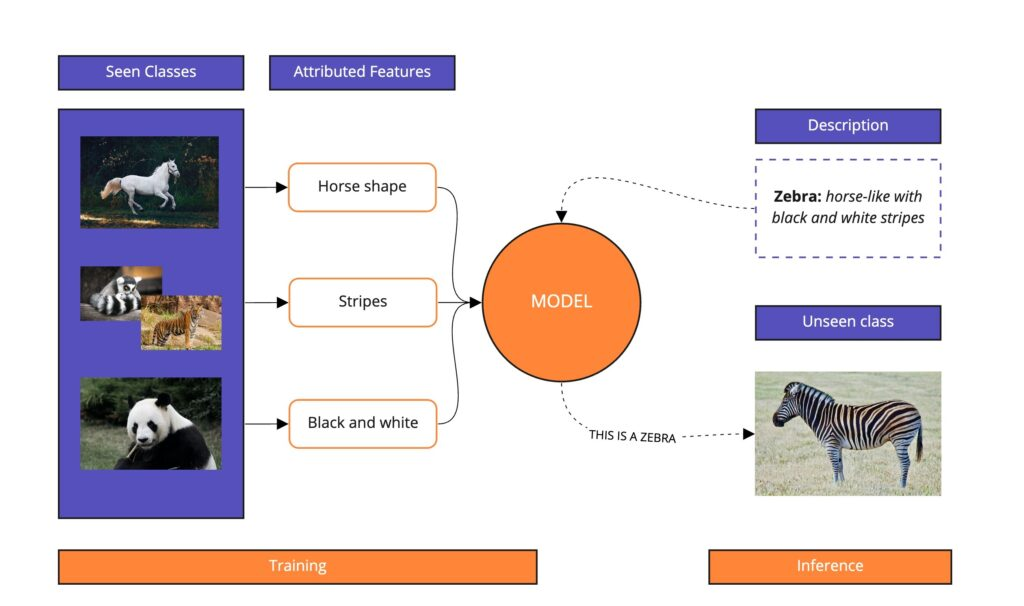 Seen Classes
Attributed Features
Description
Horse shape
Zebra: horse-like with
black and white stripes
Stripes
MODEL
Unseen class
Black and white
THIS IS A ZEBRA
Training
Inference